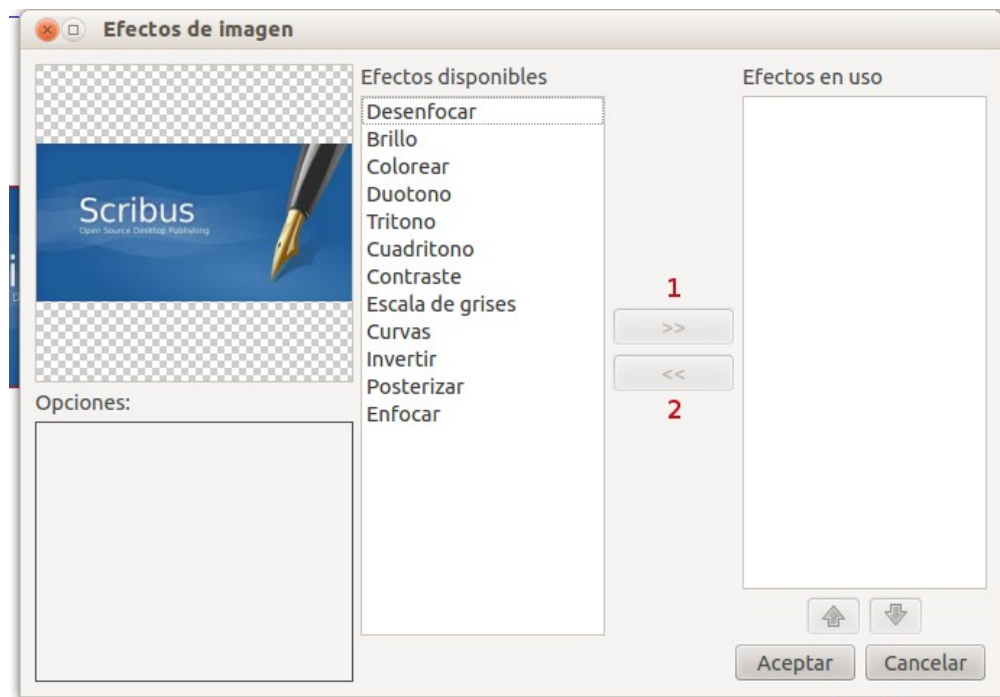 Efectos de imagen
Scribus
Open Source Desktop Publishing
Opciones:
Efectos disponibles
Desenfocar
Brillo
Colorear
Duotono
Tritono
Cuadritono
Contraste
Escala de grises
Curvas
Invertir
Posterizar
Enfocar
1
>>
<<
2
Efectos en uso
Aceptar
Cancelar